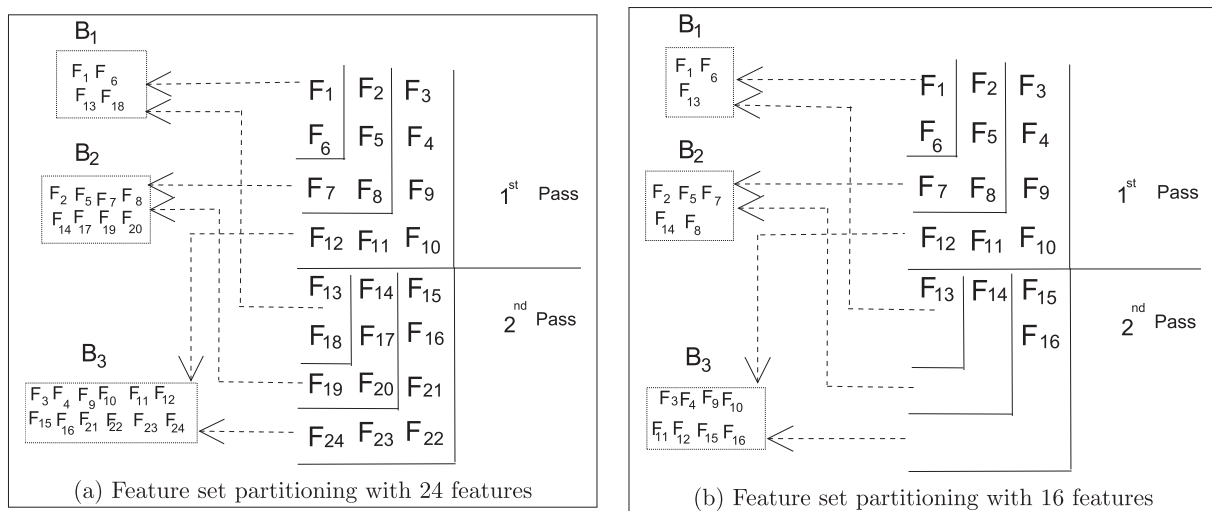 B1
F1 F6
F13 F18
B2
F2 F5 F7 F8
F14 F17 F19 F20
B3
F3 F4 F9 F10 F11 F12
F15 F16 F21 F22 F23 F24
F1 F2 F3
F6 F5 F4
F7 F8 F9
F12 F11 F10
1st Pass
F13 F14 F15
F18 F17 F16
F19 F20 F21
F24 F23 F22
2nd Pass
(a) Feature set partitioning with 24 features
B1
F1 F6
F13
B2
F2 F5 F7
F14 F8
B3
F3 F4 F9 F10
F11 F12 F15 F16
F1 F2 F3
F6 F5 F4
F7 F8 F9
F12 F11 F10
1st Pass
F13 F14 F15
F16
2nd Pass
(b) Feature set partitioning with 16 features